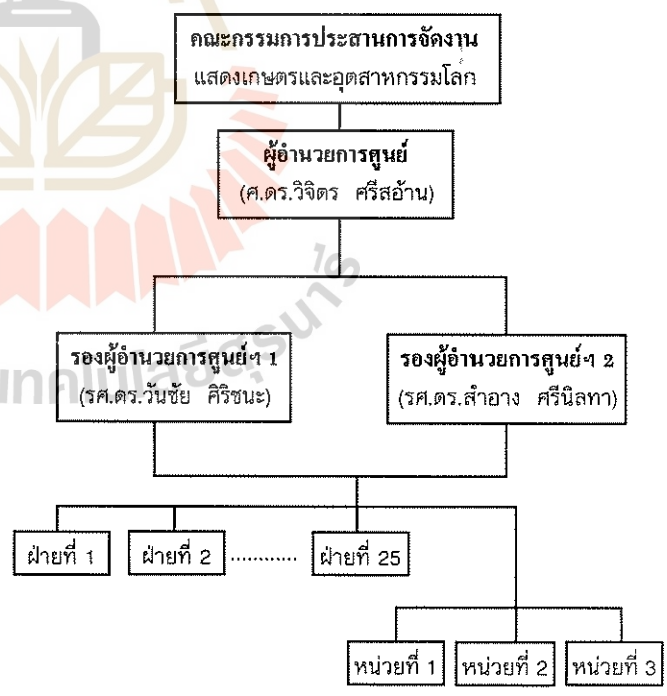 คณะกรรมการประสานการจัดงาน
แสดงเกษตรและอุตสาหกรรมโลก
ผู้อำนวยการศูนย์
(ศ.ดร.วิจิตร ศรีสอ้าน)
รองผู้อำนวยการศูนย์ฯ 1
(รศ.ดร.วันชัย ศิริชนะ)
รองผู้อำนวยการศูนย์ฯ 2
(รศ.ดร.สำอาง ศรีนิลทา)
ฝ่ายที่ 1 ฝ่ายที่ 2 ............ ฝ่ายที่ 25
หน่วยที่ 1 หน่วยที่ 2 หน่วยที่ 3